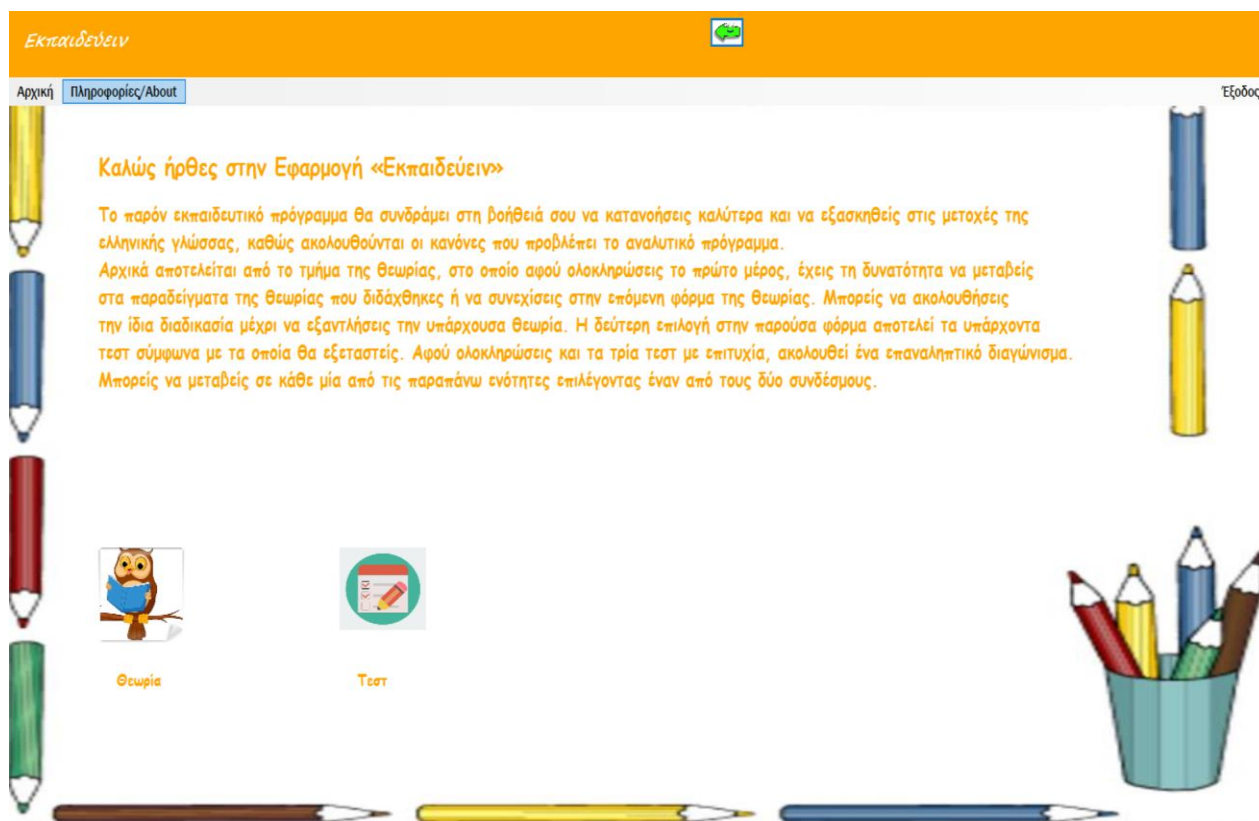 Εκπαιδεύειν
Αρχική Πληροφορίες/About Έξοδος
Καλώς ήρθες στην Εφαρμογή «Εκπαιδεύειν»
Το παρόν εκπαιδευτικό πρόγραμμα θα συνδράμει στη βοήθειά σου να κατανοήσεις καλύτερα και να εξασκηθείς στις μετοχές της
ελληνικής γλώσσας, καθώς ακολουθούνται οι κανόνες που προβλέπει το αναλυτικό πρόγραμμα.
Αρχικά αποτελείται από το τμήμα της θεωρίας, στο οποίο αφού ολοκληρώσεις το πρώτο μέρος, έχεις τη δυνατότητα να μεταβείς
στα παραδείγματα της θεωρίας που διδάχθηκες ή να συνεχίσεις στην επόμενη φόρμα της θεωρίας. Μπορείς να ακολουθήσεις
την ίδια διαδικασία μέχρι να εξαντλήσεις την υπάρχουσα θεωρία. Η δεύτερη επιλογή στην παρούσα φόρμα αποτελεί τα υπάρχοντα
τεστ σύμφωνα με τα οποία θα εξεταστείς. Αφού ολοκληρώσεις και τα τρία τεστ με επιτυχία, ακολουθεί ένα επαναληπτικό διαγώνισμα.
Μπορείς να μεταβείς σε κάθε μία από τις παραπάνω ενότητες επιλέγοντας έναν από τους δύο συνδέσμους.
Θεωρία Τεστ